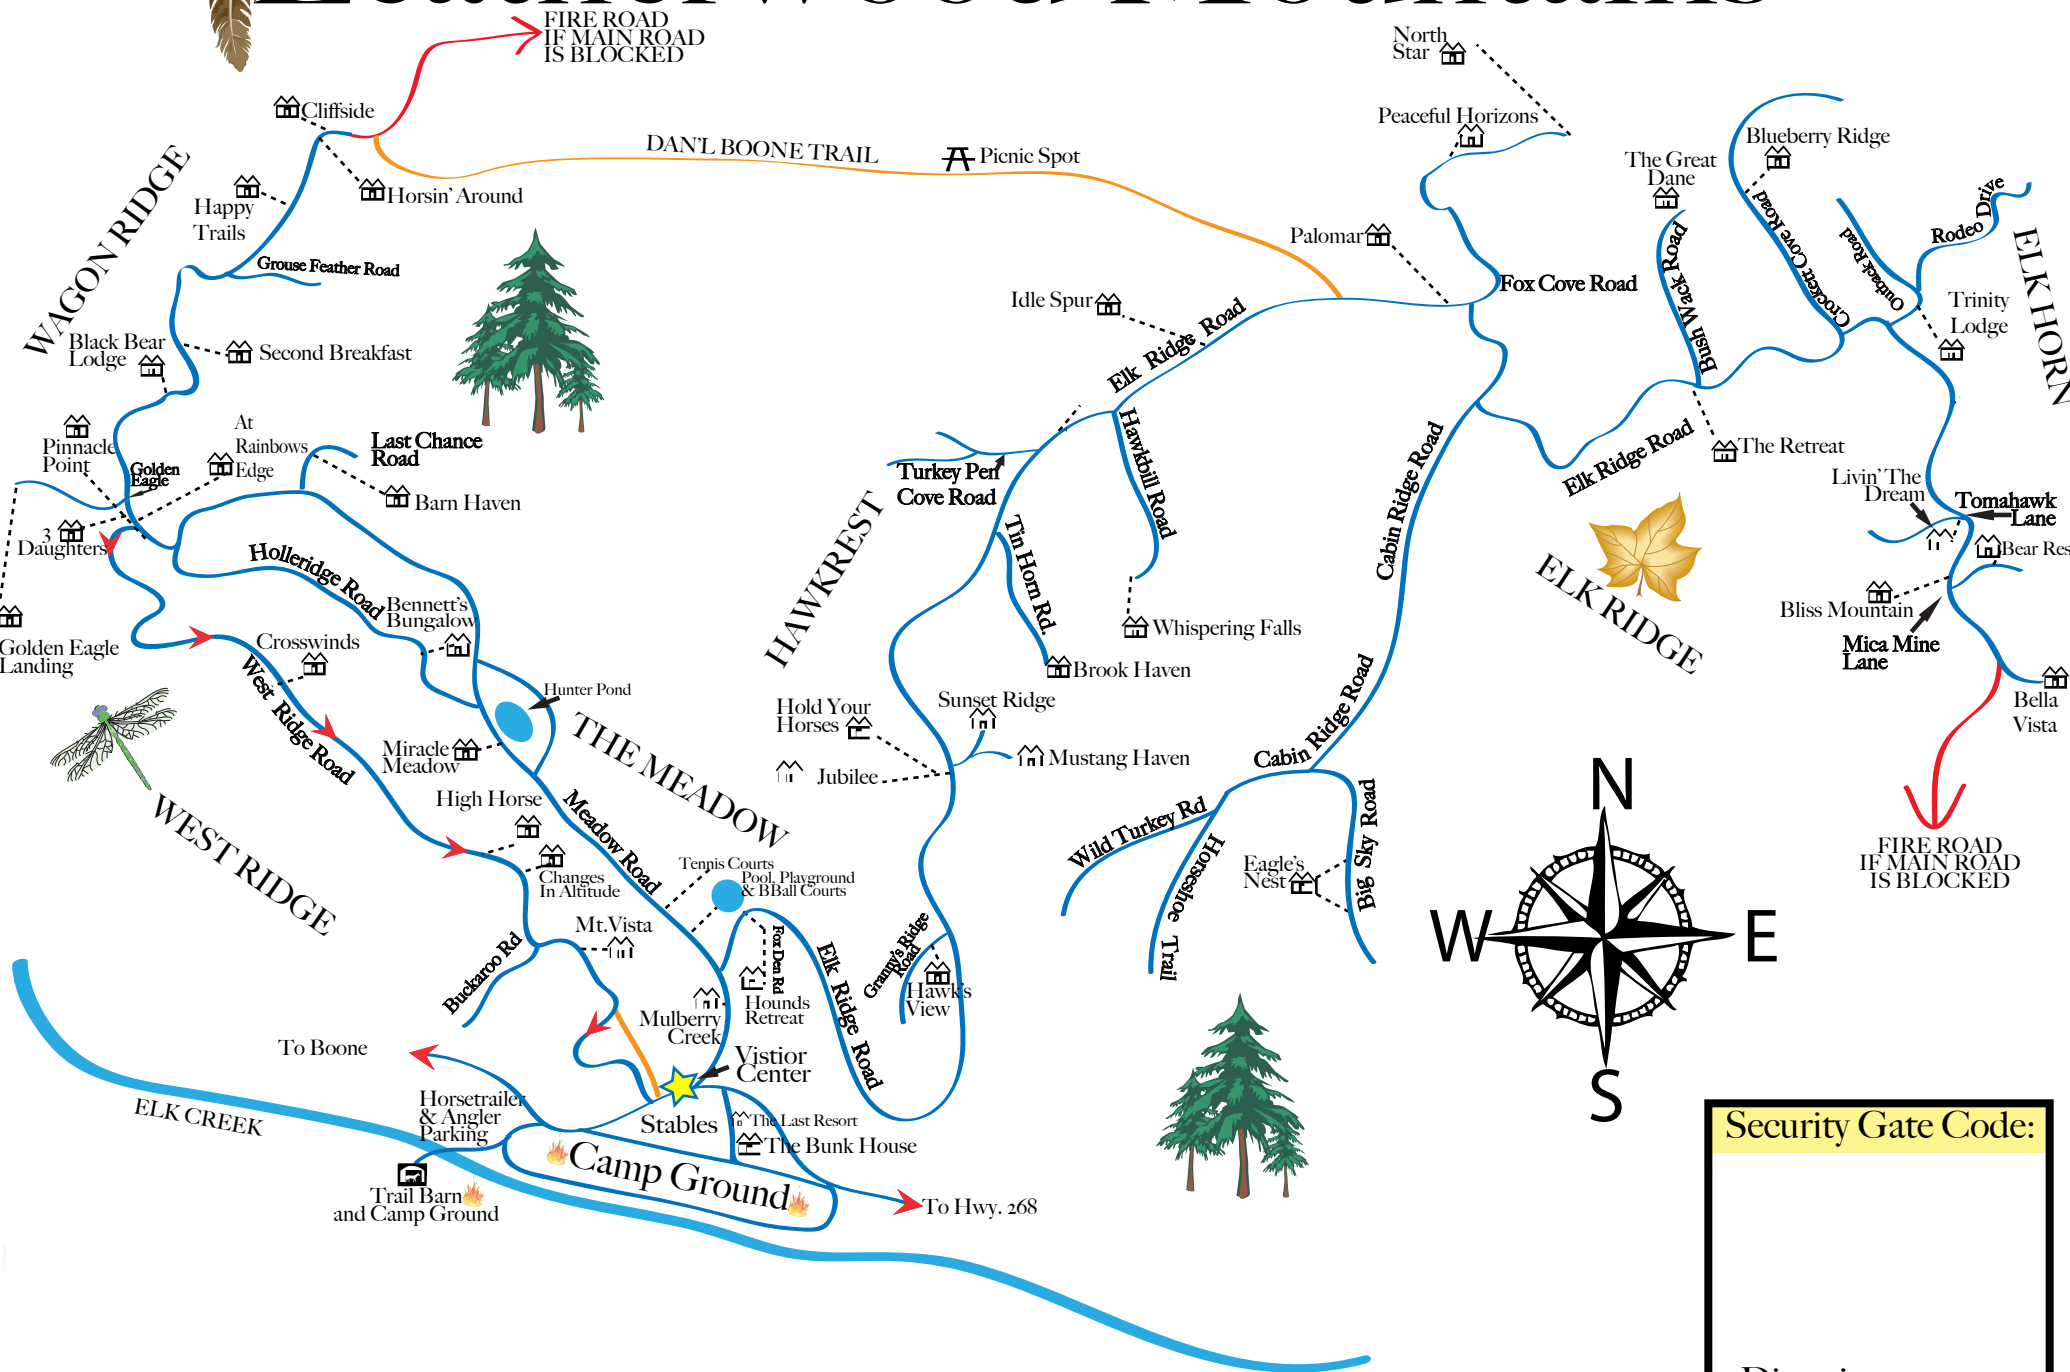 Leatherwood Mountains
FIRE ROAD
IF MAIN ROAD
IS BLOCKED
North
Star
Cliffside
Peaceful Horizons
DAN'L BOONE TRAIL
Picnic Spot
Blueberry Ridge
The Great
Dane
Horsin' Around
Happy
Trails
WAGON RIDGE
Grouse Feather Road
Palomar
Fox Cove Road
Idle Spur
Elk Ridge Road
Bush Wack Road
Crockett Cove Road
Outback Road
Rodeo Drive
ELK HORN
Trinity
Lodge
Black Bear
Lodge
Second Breakfast
Pinnacle
Point
Golden
Eagle
At
Rainbows
Edge
Last Chance
Road
Barn Haven
3
Daughters
Golden Eagle
Landing
Holleridge Road
Bennett's
Bungalow
Crosswinds
West Ridge Road
Hunter Pond
Miracle
Meadow
THE MEADOW
WEST RIDGE
High Horse
Changes
In Altitude
Meadow Road
Tennis Courts
Pool, Playground
& BBall Courts
Mt.Vista
Buckaroo Rd
Fox Den Rd
Hounds
Retreat
Mulberry
Creek
Elk Ridge Road
Granny's Ridge
Road
Hawk's
View
Turkey Pen
Cove Road
HAWKREST
Hawkbill Road
Tin Horn Rd.
Whispering Falls
Brook Haven
Sunset Ridge
Hold Your
Horses
Mustang Haven
Jubilee
Cabin Ridge Road
Cabin Ridge Road
Wild Turkey Rd
Horseshoe Trail
Eagle's
Nest
Big Sky Road
Elk Ridge Road
The Retreat
ELK RIDGE
Livin' The
Dream
Tomahawk
Lane
Bear Res
Bliss Mountain
Mica Mine
Lane
Bella
Vista
FIRE ROAD
IF MAIN ROAD
IS BLOCKED
N
W
E
S
To Boone
Vistior
Center
ELK CREEK
Horsetrailer
& Angler
Parking
Stables
The Last Resort
The Bunk House
Camp Ground
Trail Barn
and Camp Ground
To Hwy. 268
Security Gate Code: